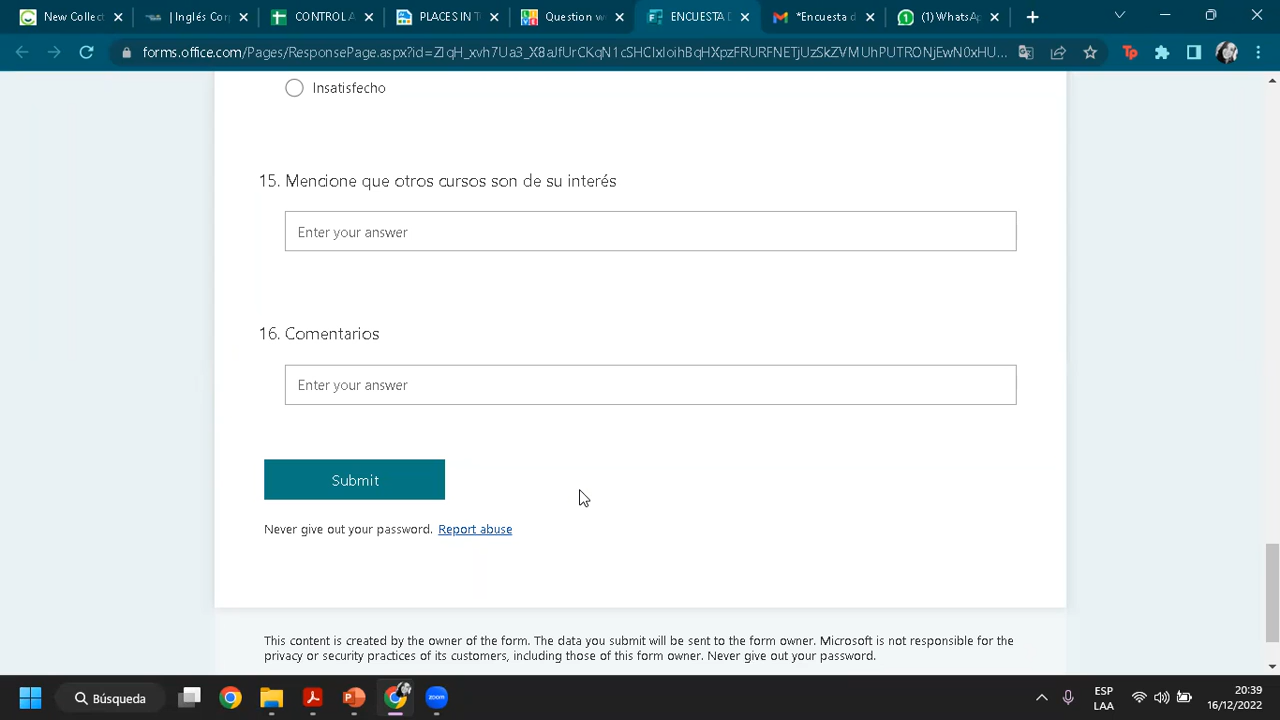 New Collect
| Inglés Cor
CONTROL A
PLACES IN T
Question w
ENCUESTA D
*Encuesta d
(1) WhatsA
forms.office.com/Pages/ResponsePage.aspx?id=
Insatisfecho
15. Mencione que otros cursos son de su interés
Enter your answer
16. Comentarios
Enter your answer
Submit
Never give out your password. Report abuse
This content is created by the owner of the form. The data you submit will be sent to the form owner. Microsoft is not responsible for the
privacy or security practices of its customers, including those of this form owner. Never give out your password.
Búsqueda
zoom
ESP
LAA
20:39
16/12/2022